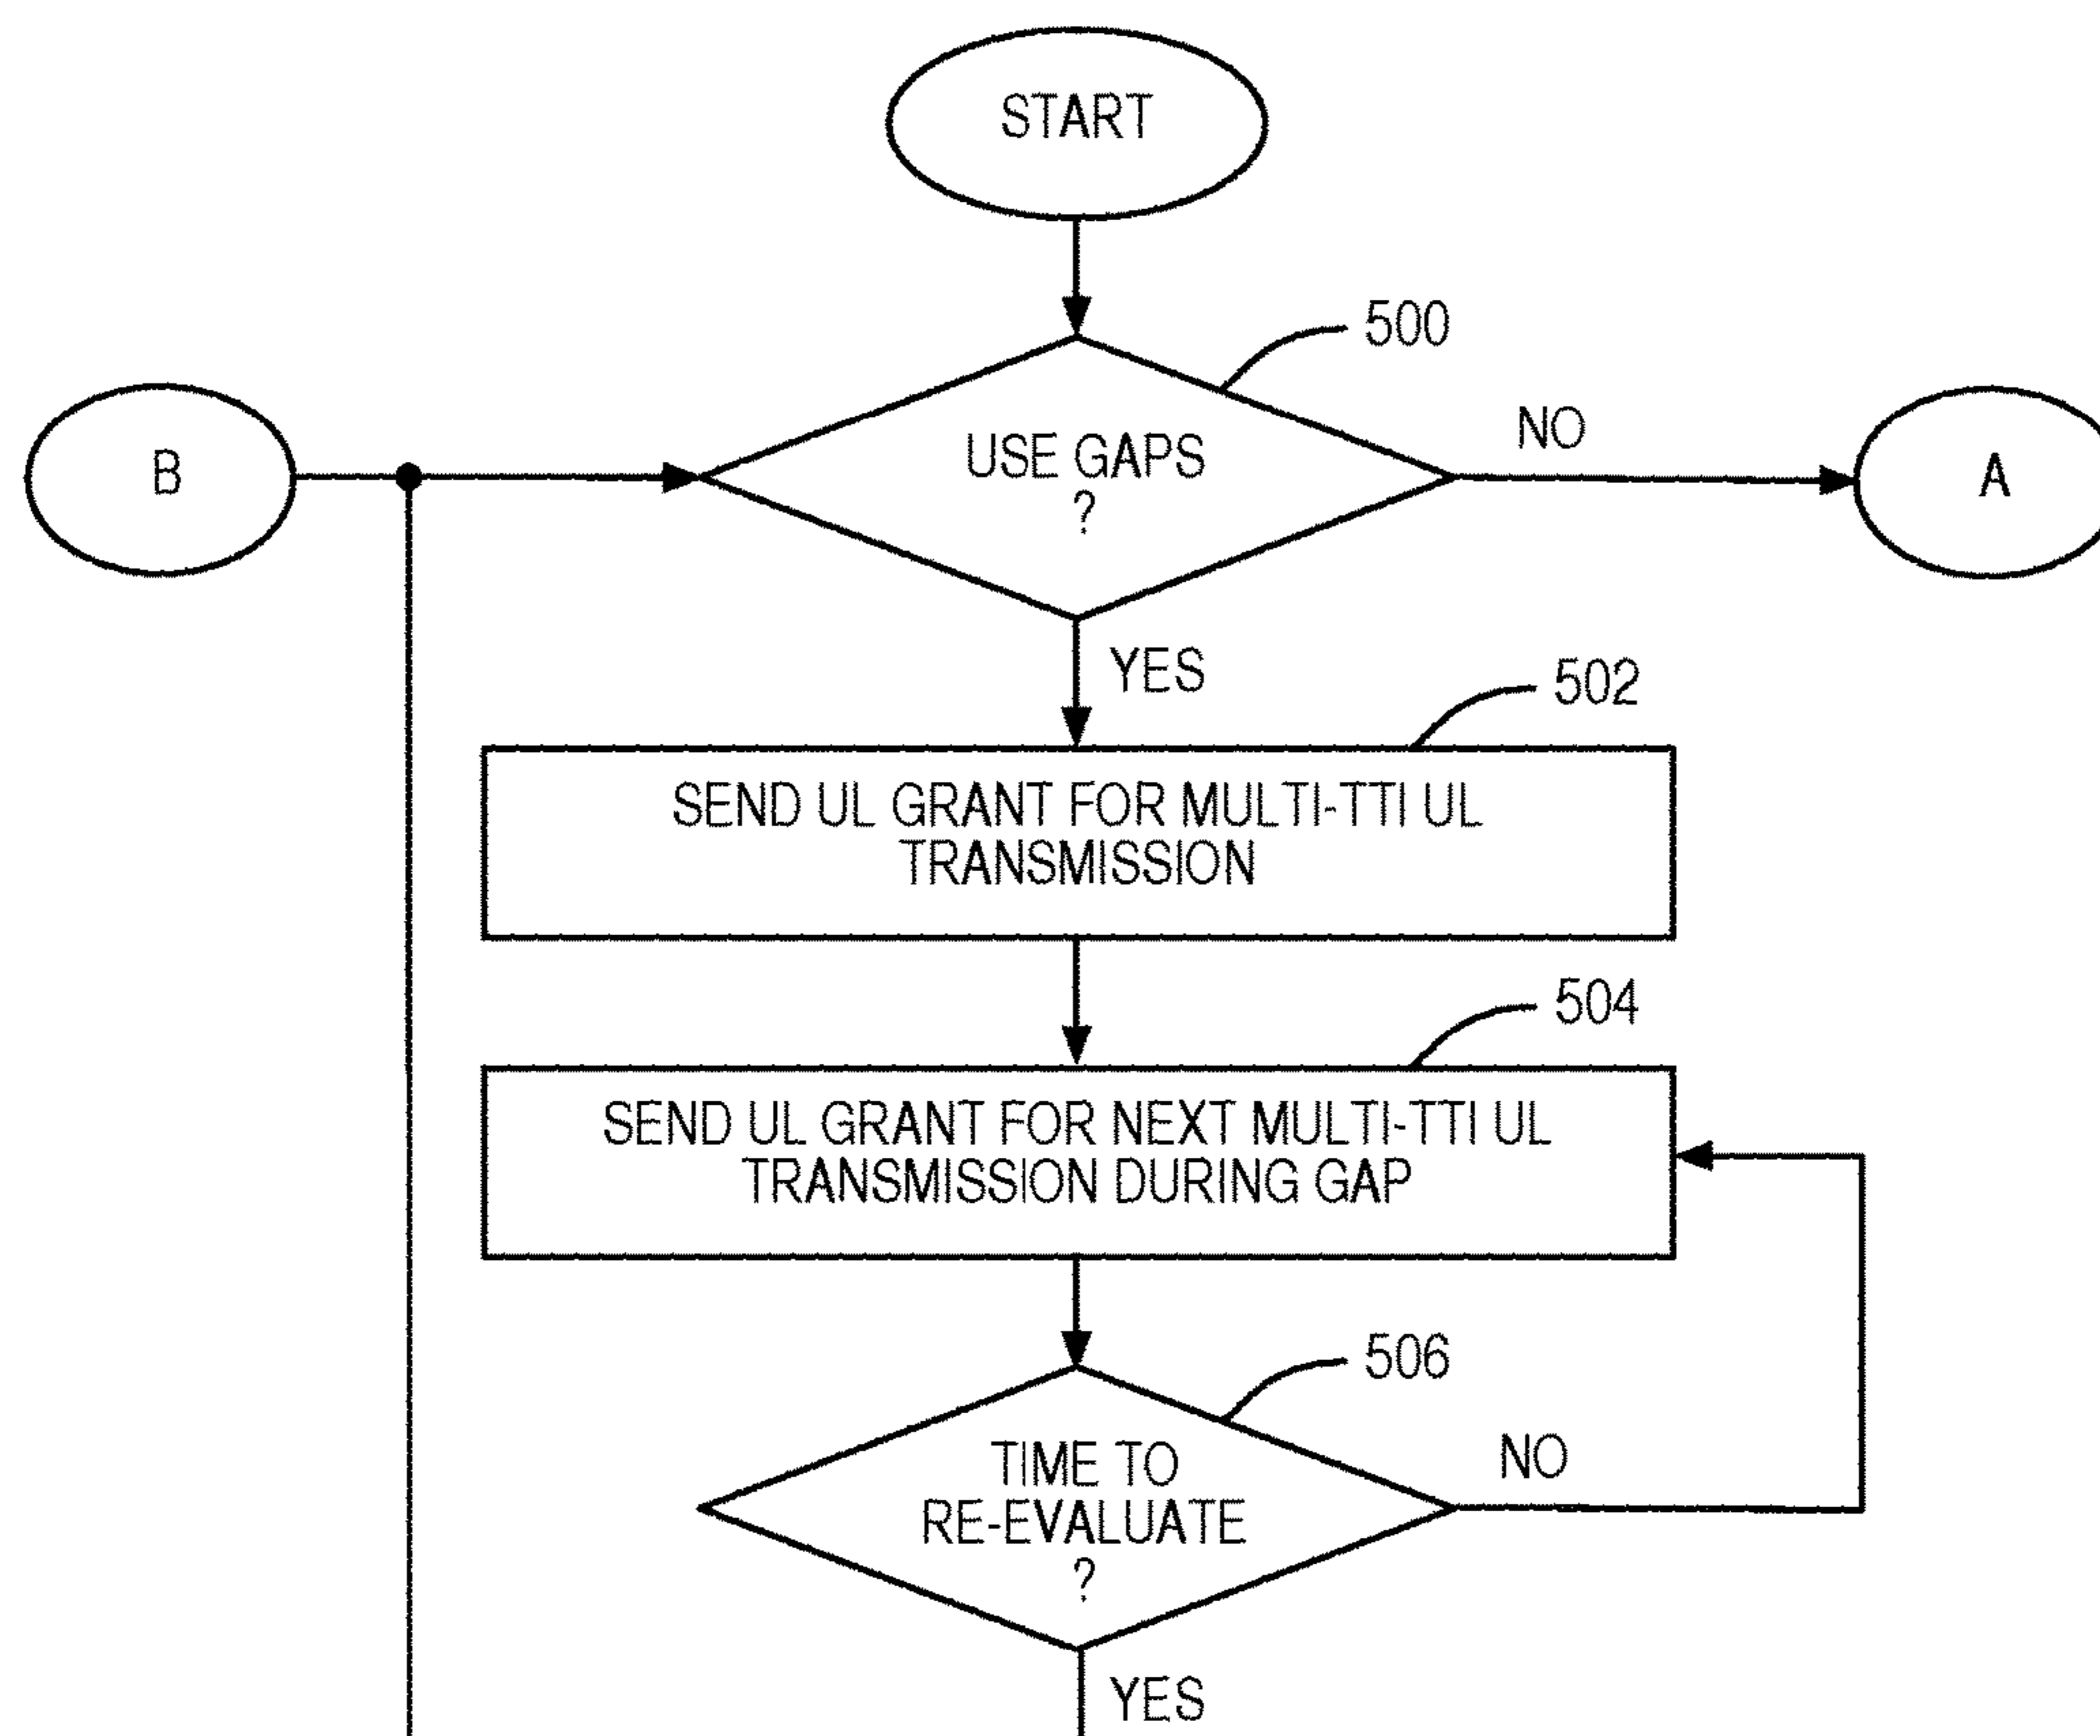 START
500
B
USE GAPS
?
NO
A
YES
502
SEND UL GRANT FOR MULTI-TTI UL
TRANSMISSION
504
SEND UL GRANT FOR NEXT MULTI-TTI UL
TRANSMISSION DURING GAP
506
TIME TO
RE-EVALUATE
?
NO
YES